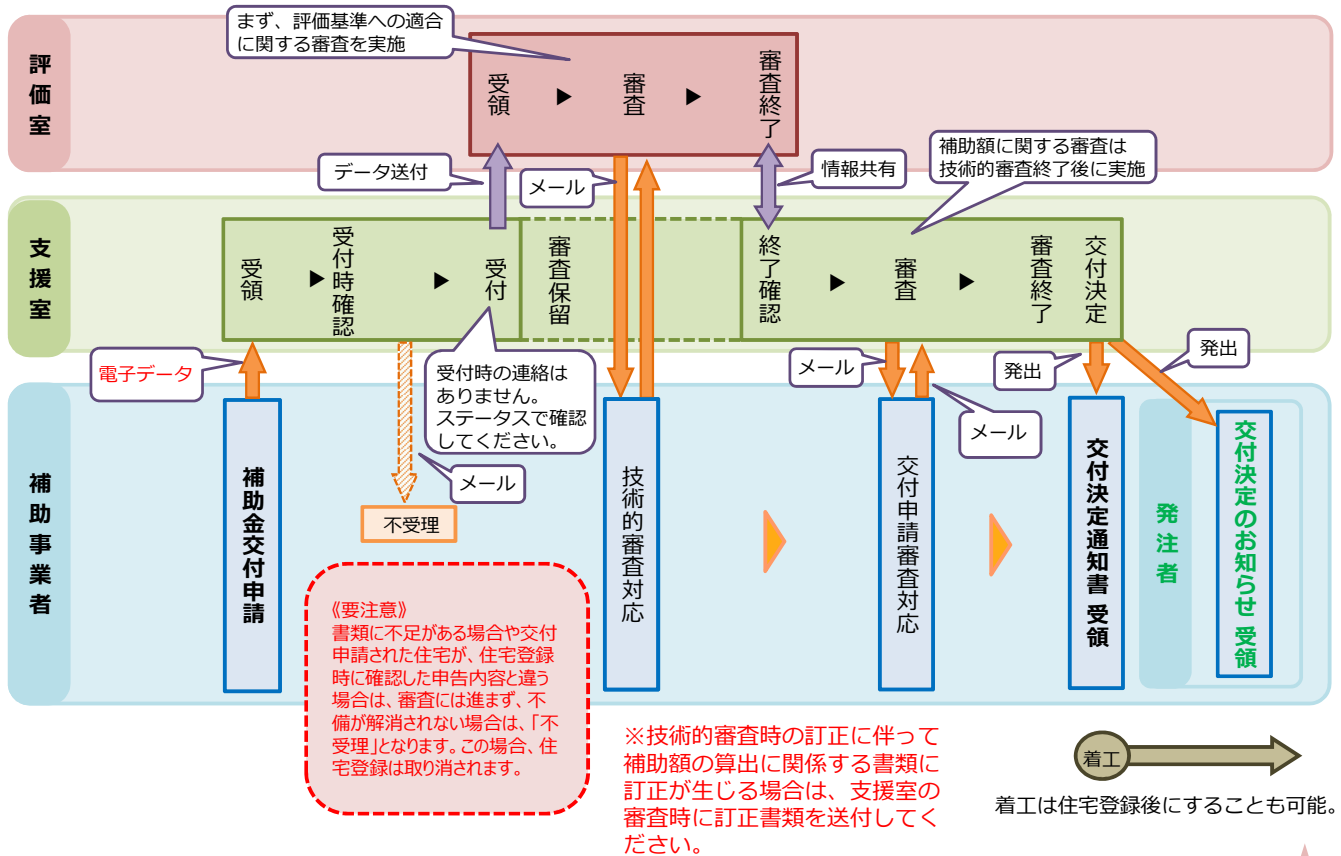 まず、評価基準への適合
に関する審査を実施
評価室
受領
▶
審査
▶
審査終了
データ送付
メール
情報共有
補助額に関する審査は
技術的審査終了後に実施
支援室
受領
▶
受付時確認
▶
受付
審査保留
終了確認
▶
審査
▶
審査終了
交付決定
電子データ
受付時の連絡は
ありません。
ステータスで確認
してください。
メール
メール
メール
発出
発出
補助事業者
補助金交付申請
不受理
技術的審査対応
交付申請審査対応
交付決定通知書 受領
発注者
交付決定のお知らせ 受領
《要注意》
書類に不足がある場合や交付
申請された住宅が、住宅登録
時に確認した申告内容と違う
場合は、審査には進まず、不
備が解消されない場合は、「不
受理」となります。この場合、住
宅登録は取り消されます。
※技術的審査時の訂正に伴って
補助額の算出に関係する書類に
訂正が生じる場合は、支援室の
審査時に訂正書類を送付してく
ださい。
着工
着工は住宅登録後にすることも可能。